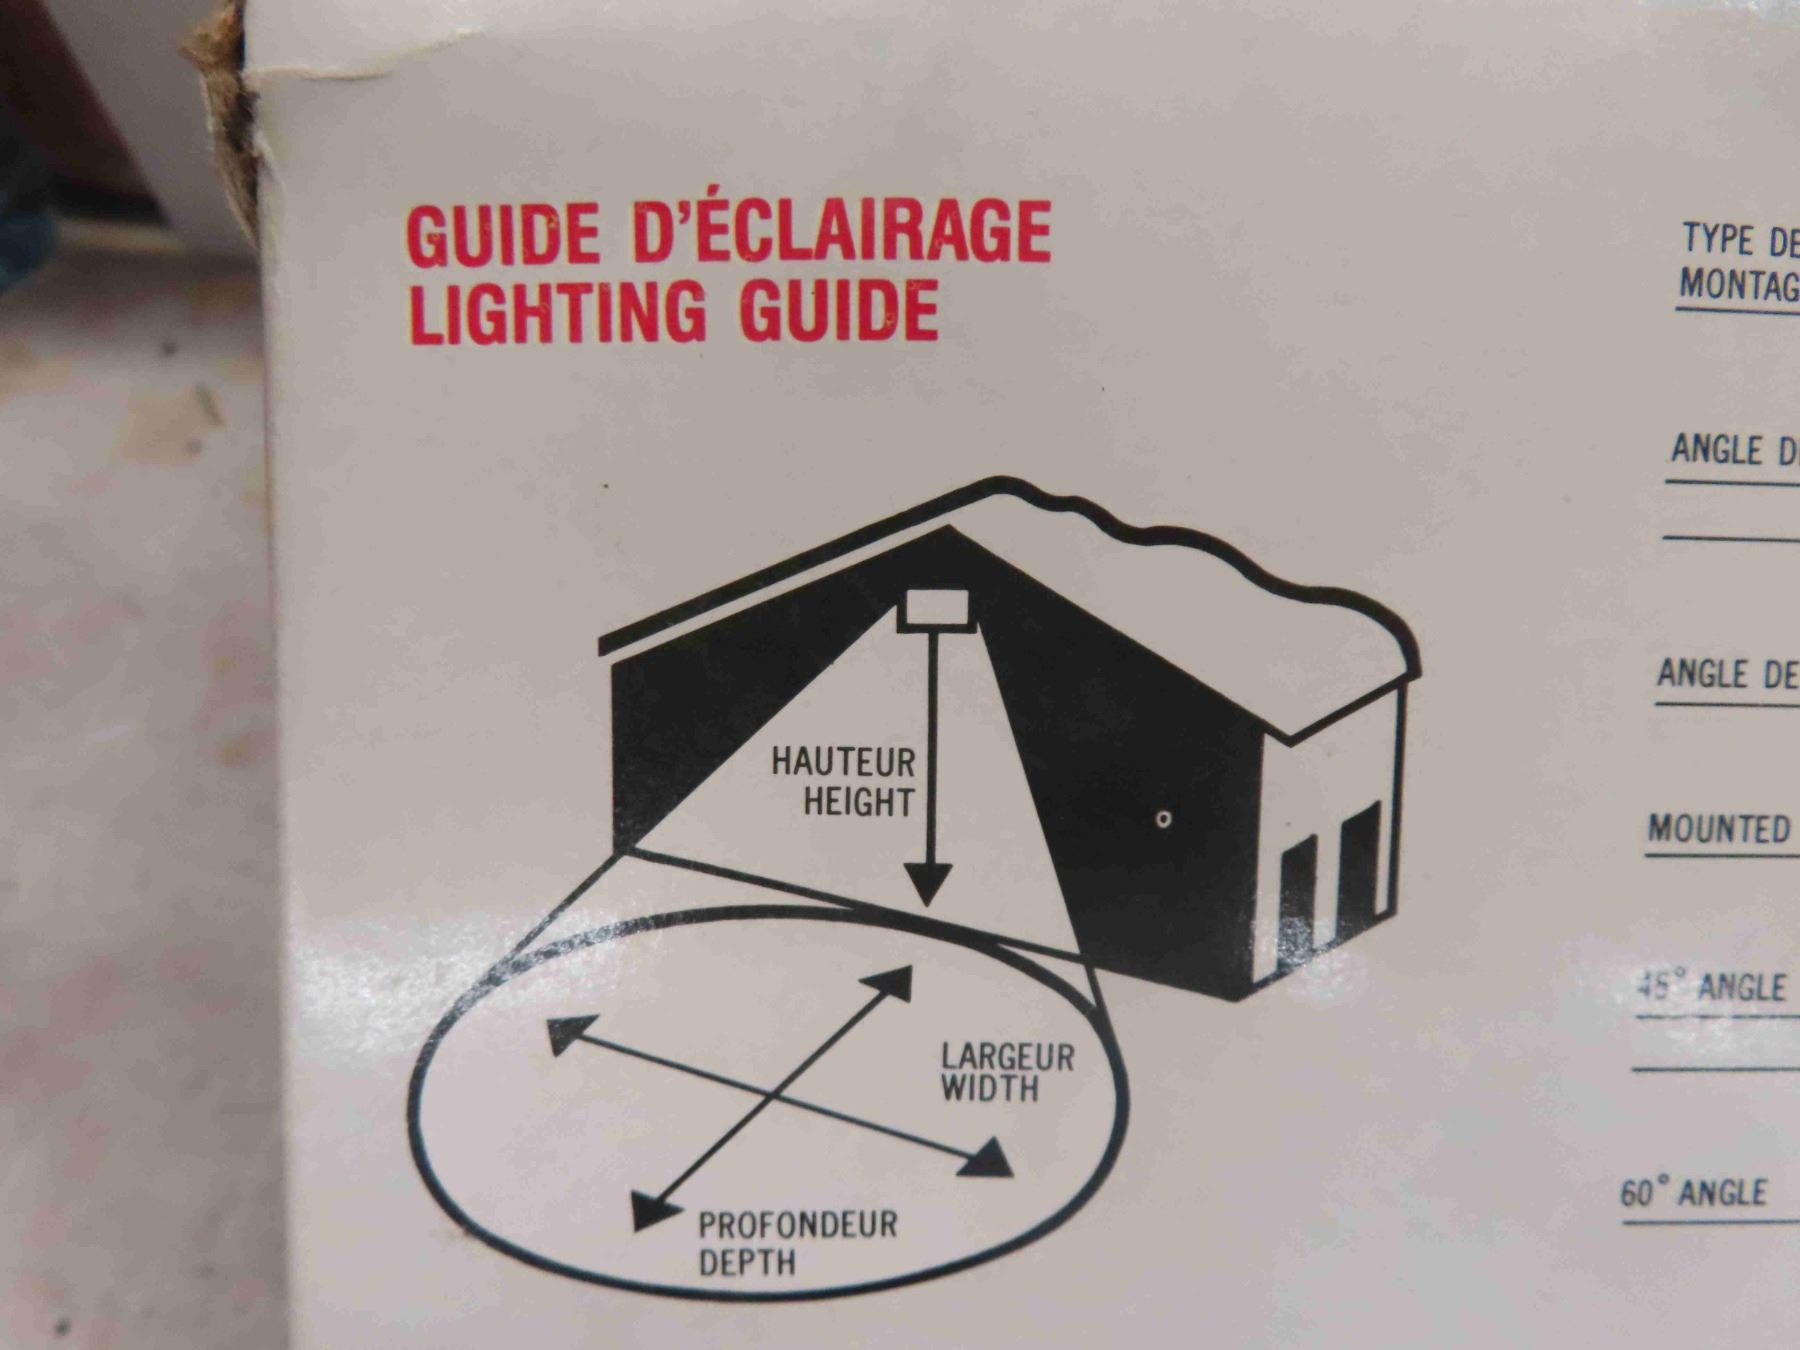 GUIDE D'ÉCLAIRAGE
LIGHTING GUIDE
HAUTEUR
HEIGHT
LARGEUR
WIDTH
PROFONDEUR
DEPTH
TYPE DE
MONTAG
ANGLE
ANGLE DE
MOUNTED
45° ANGLE
60° ANGLE